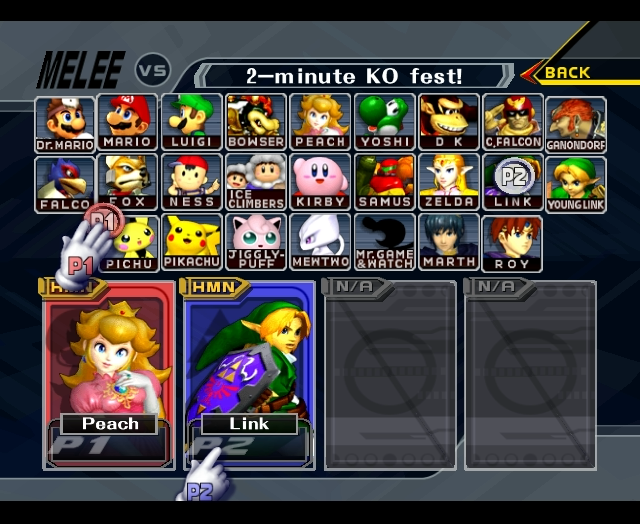 MELEE VS 2-minute KO fest! BACK
Dr.MARIO MARIO LUIGI BOWSER PEACH YOSHI D K C.FALCON GANONDORF
FALCO FOX NESS ICE CLIMBERS KIRBY SAMUS ZELDA LINK YOUNG LINK
P2
P1
PICHU PIKACHU JIGGLY-PUFF MEWTWO Mr.GAME &WATCH MARTH ROY
P1
HMN HMN N/A N/A
Peach Link
P1 P2
P2